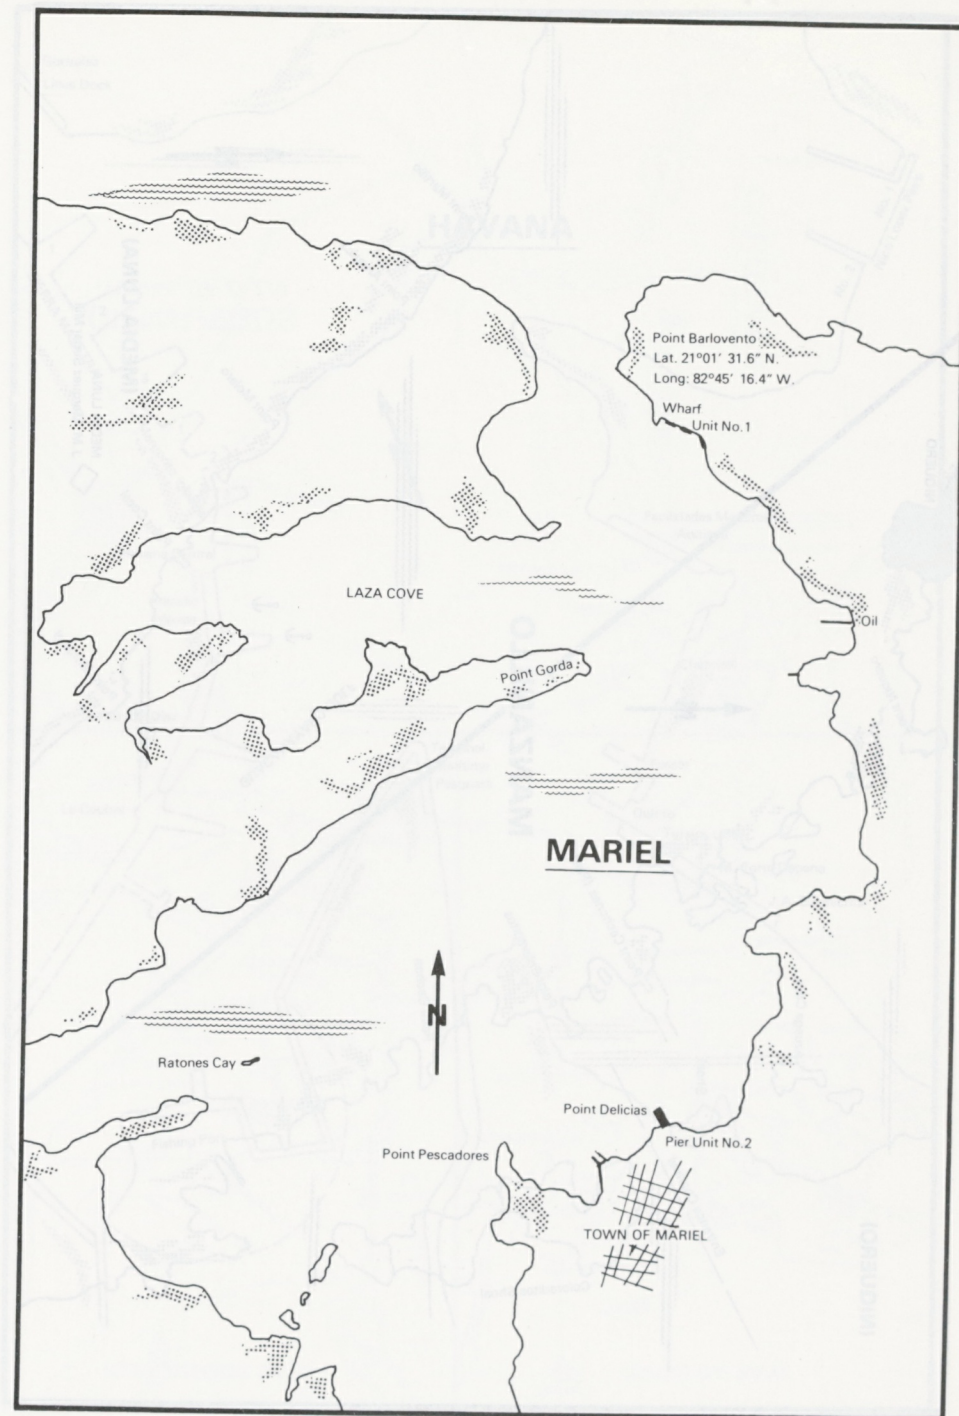 HAVANA
Point Barlovento
Lat. 21°01' 31.6" N.
Long: 82°45' 16.4" W.
Wharf
Unit No.1
LAZA COVE
Oil
Point Gorda
MARIEL
N
Ratones Cay
Point Delicias
Pier Unit No.2
Point Pescadores
TOWN OF MARIEL